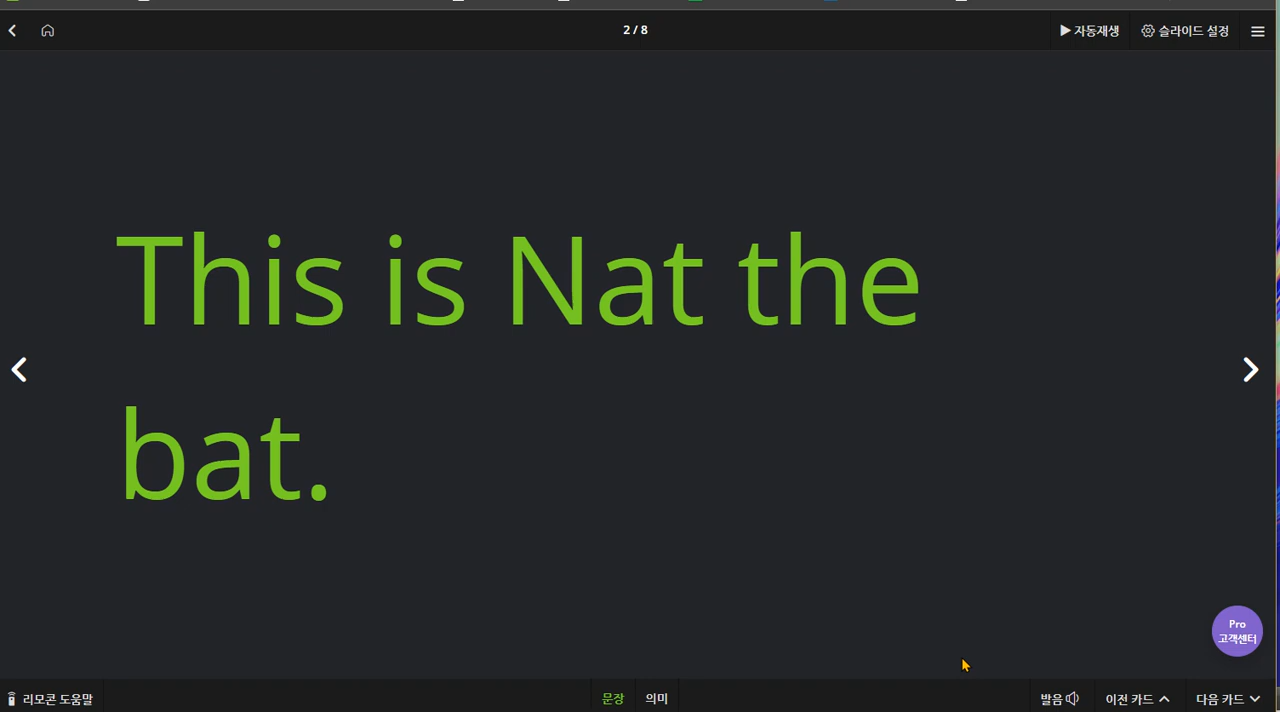 2 / 8
자동재생
슬라이드 설정
This is Nat the
bat.
Pro
고객센터
리모콘 도움말
문장
의미
발음
이전 카드
다음 카드